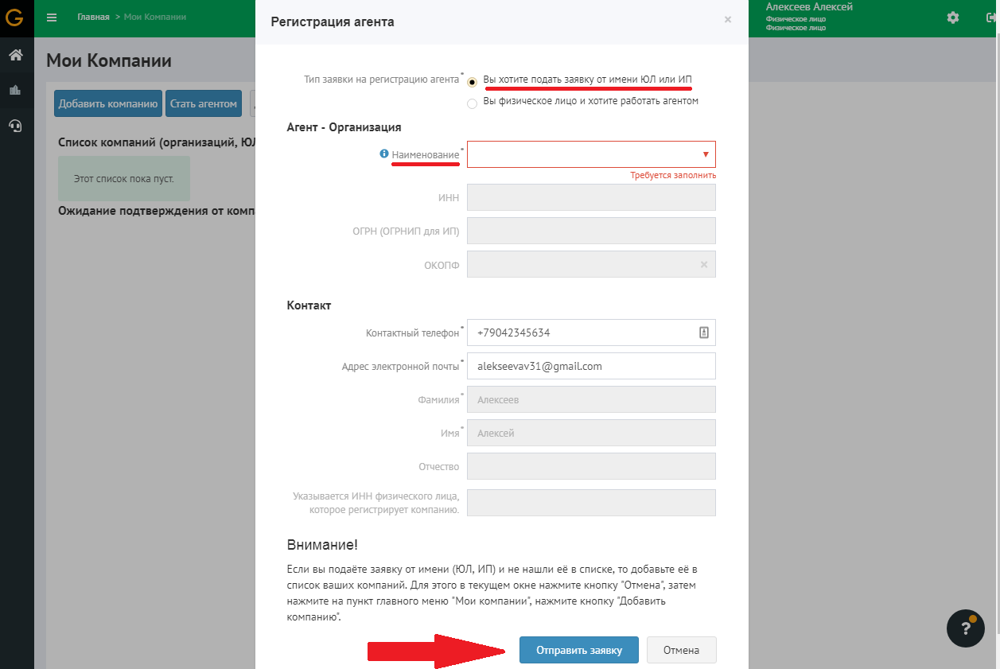 Главная > Мои Компании
Алексеев Алексей
Физическое лицо
Физическое лицо
Мои Компании
Добавить компанию
Стать агентом
Список компаний (организаций, ЮЛ
Этот список пока пуст.
Ожидание подтверждения от комп
Регистрация агента
×
Тип заявки на регистрацию агента*
Вы хотите подать заявку от имени ЮЛ или ИП
Вы физическое лицо и хотите работать агентом
Агент - Организация
Наименование*
Требуется заполнить
ИНН
ОГРН (ОГРНИП для ИП)
ОКОПФ
×
Контакт
Контактный телефон* +79042345634
Адрес электронной почты* alekseevav31@gmail.com
Фамилия* Алексеев
Имя* Алексей
Отчество
Указывается ИНН физического лица,
которое регистрирует компанию.
Внимание!
Если вы подаёте заявку от имени (ЮЛ, ИП) и не нашли её в списке, то добавьте её в
список ваших компаний. Для этого в текущем окне нажмите кнопку "Отмена", затем
нажмите на пункт главного меню "Мои компании", нажмите кнопку "Добавить
компанию".
Отправить заявку
Отмена
?